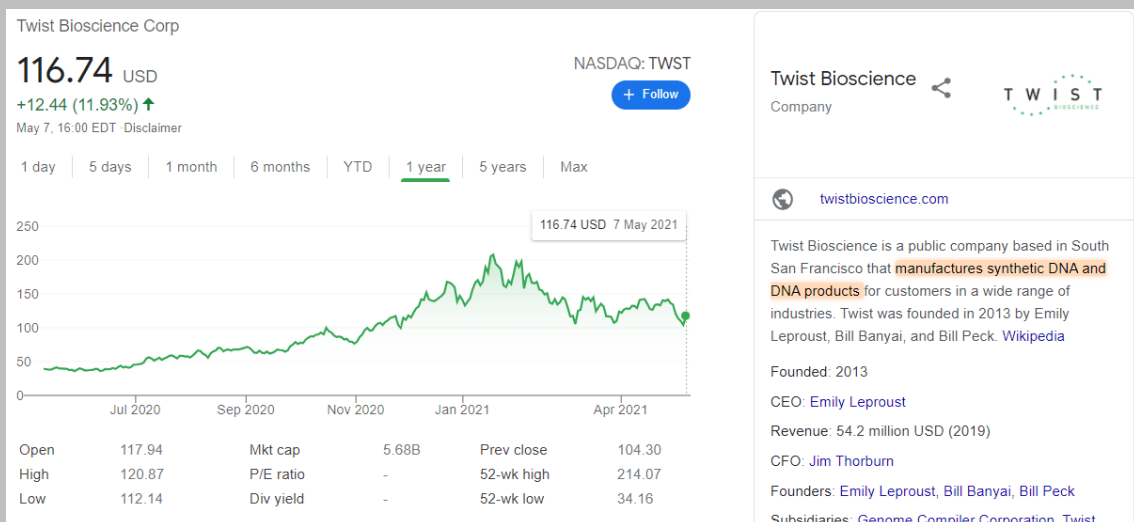 Twist Bioscience Corp
116.74 USD
+12.44 (11.93%)
May 7, 16:00 EDT ·Disclaimer
NASDAQ: TWST
+ Follow
1 day 5 days 1 month 6 months YTD 1 year 5 years Max
116.74 USD 7 May 2021
250
200
150
100
50
0
Jul 2020 Sep 2020 Nov 2020 Jan 2021 Apr 2021
Open 117.94 Mkt cap 5.68B Prev close 104.30
High 120.87 P/E ratio - 52-wk high 214.07
Low 112.14 Div yield - 52-wk low 34.16
Twist Bioscience
Company
TWIST
BIOSCIENCE
twistbioscience.com
Twist Bioscience is a public company based in South
San Francisco that manufactures synthetic DNA and
DNA products for customers in a wide range of
industries. Twist was founded in 2013 by Emily
Leproust, Bill Banyai, and Bill Peck. Wikipedia
Founded: 2013
CEO: Emily Leproust
Revenue: 54.2 million USD (2019)
CFO: Jim Thorburn
Founders: Emily Leproust, Bill Banyai, Bill Peck
Subsidiaries: Genome Compiler Corporation, Twist